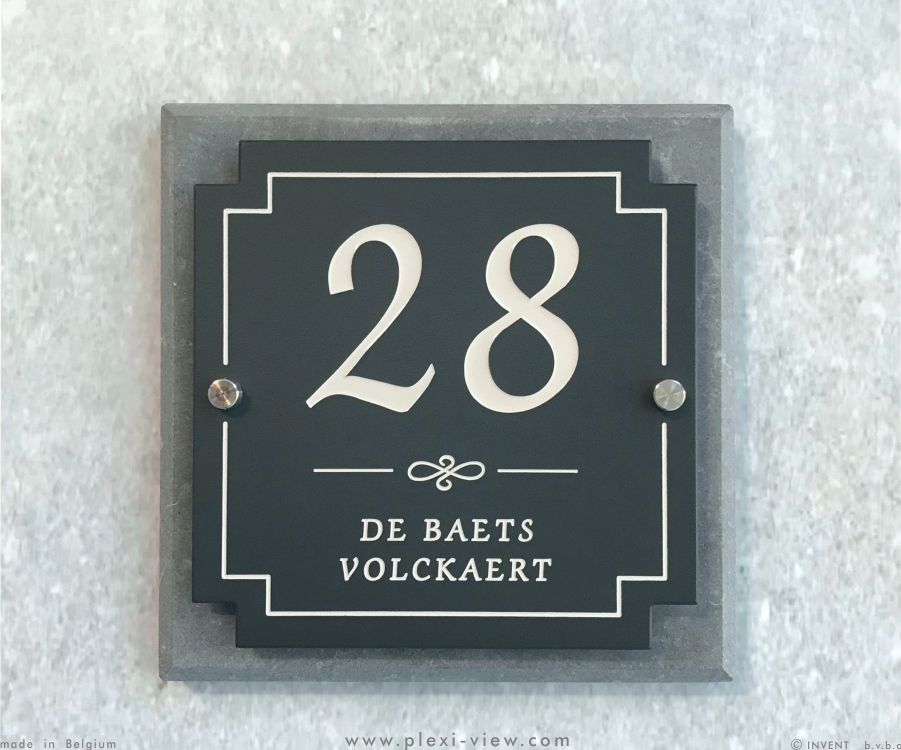 28
DE BAETS
VOLCKAERT
made in Belgium
www.plexi-view.com
© INVENT b.v.b.a